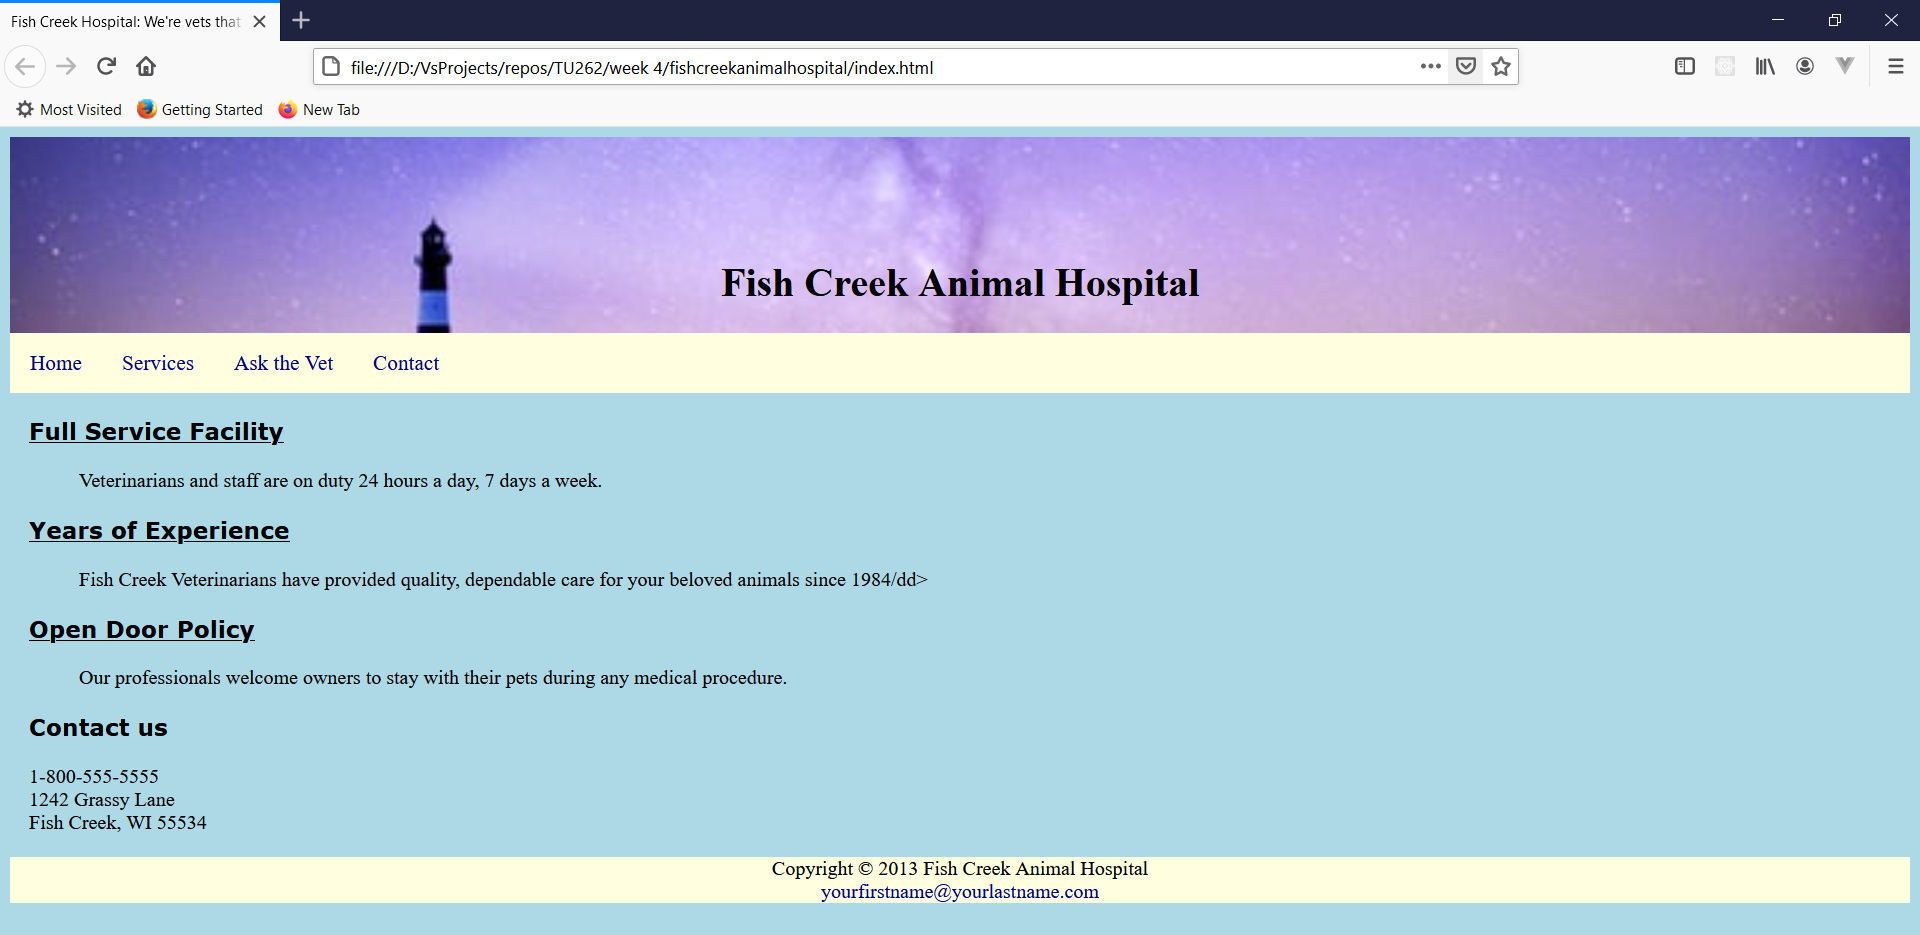 Fish Creek Hospital: We're vets that
file:///D:/VsProjects/repos/TU262/week 4/fishcreekanimalhospital/index.html
Most Visited Getting Started New Tab
Fish Creek Animal Hospital
Home Services Ask the Vet Contact
Full Service Facility
Veterinarians and staff are on duty 24 hours a day, 7 days a week.
Years of Experience
Fish Creek Veterinarians have provided quality, dependable care for your beloved animals since 1984/dd>
Open Door Policy
Our professionals welcome owners to stay with their pets during any medical procedure.
Contact us
1-800-555-5555
1242 Grassy Lane
Fish Creek, WI 55534
Copyright © 2013 Fish Creek Animal Hospital
yourfirstname@yourlastname.com